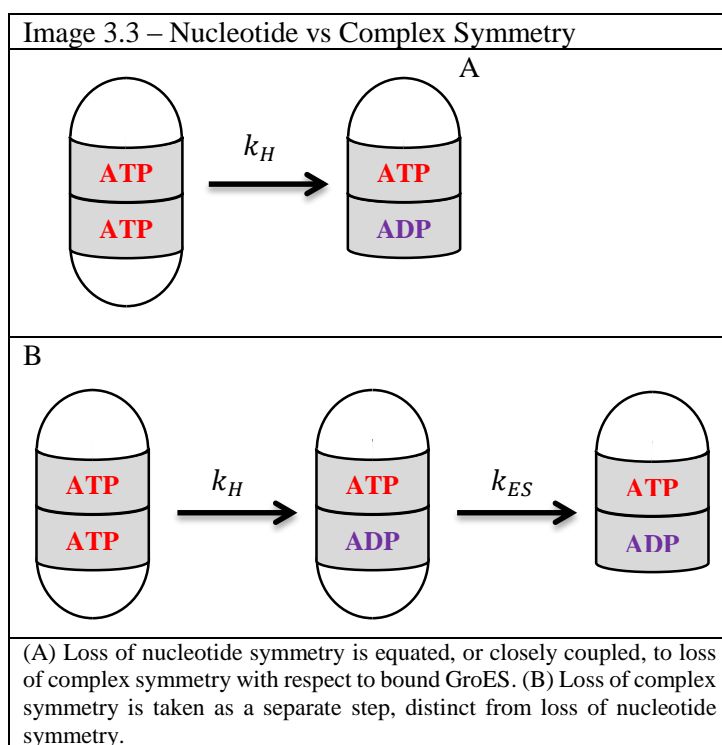 Image 3.3 – Nucleotide vs Complex Symmetry
A
k_H
ATP ATP
ATP ADP
B
k_H k_ES
ATP ATP ATP
ATP ADP ADP
(A) Loss of nucleotide symmetry is equated, or closely coupled, to loss
of complex symmetry with respect to bound GroES. (B) Loss of complex
symmetry is taken as a separate step, distinct from loss of nucleotide
symmetry.